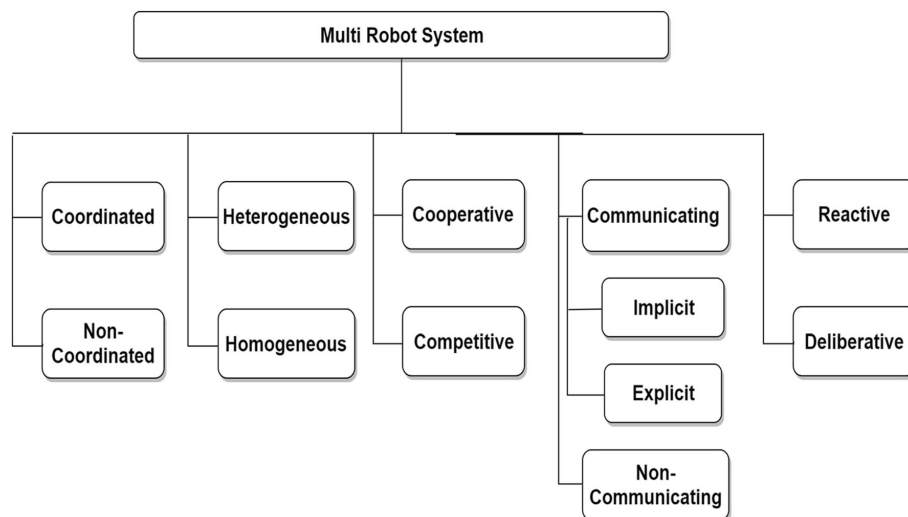 Multi Robot System
Coordinated
Non-
Coordinated
Heterogeneous
Homogeneous
Cooperative
Competitive
Communicating
Implicit
Explicit
Non-
Communicating
Reactive
Deliberative